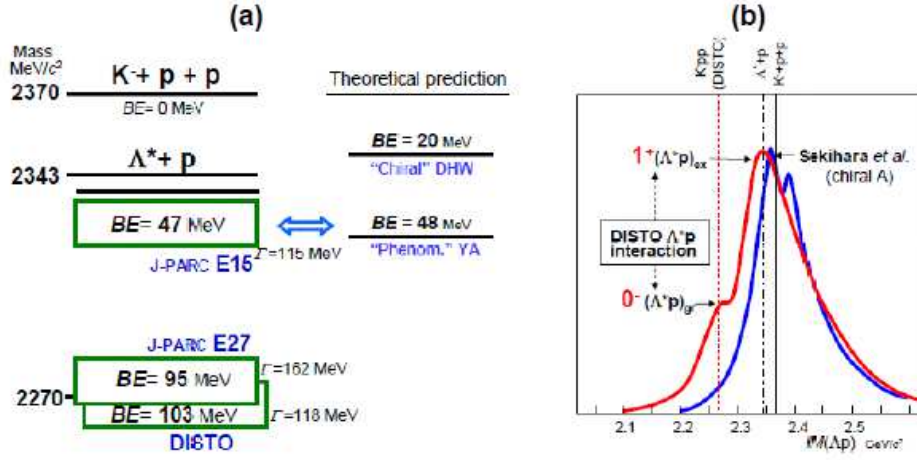 (a)
Mass
MeV/c²
K⁻+ p + p
2370
BE= 0 MeV
Λ*+ p
2343
BE= 47 MeV
Γ=115 MeV
J-PARC E15
J-PARC E27
BE= 95 MeV
Γ=162 MeV
2270
BE= 103 MeV
Γ=118 MeV
DISTO
Theoretical prediction
BE = 20 MeV
"Chiral" DHW
BE = 48 MeV
"Phenom." YA
(b)
K⁻pp
(DISTO)
Λ*+p
K⁻+p+p
1⁺(Λ*p)ex
Sekihara et al.
(chiral A)
DISTO Λ*p
interaction
0⁻(Λ*p)gr
2.1 2.2 2.3 2.4 2.5
IM(Λp) GeV/c²